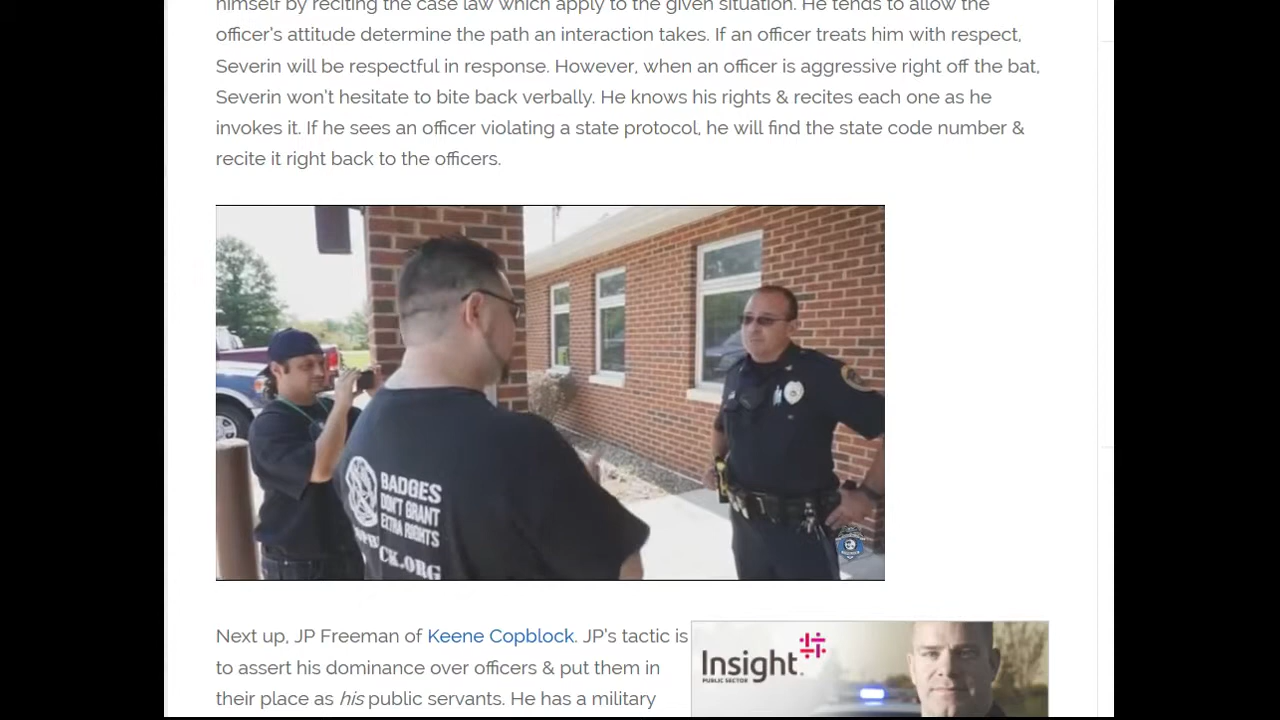 himself by reciting the case law which apply to the given situation. He tends to allow the
officer's attitude determine the path an interaction takes. If an officer treats him with respect,
Severin will be respectful in response. However, when an officer is aggressive right off the bat,
Severin won't hesitate to bite back verbally. He knows his rights & recites each one as he
invokes it. If he sees an officer violating a state protocol, he will find the state code number &
recite it right back to the officers.
BADGES
DON'T GRANT
EXTRA RIGHTS
CK.ORG
Next up, JP Freeman of Keene Copblock. JP's tactic is
to assert his dominance over officers & put them in
their place as his public servants. He has a military
Insight
PUBLIC SECTOR